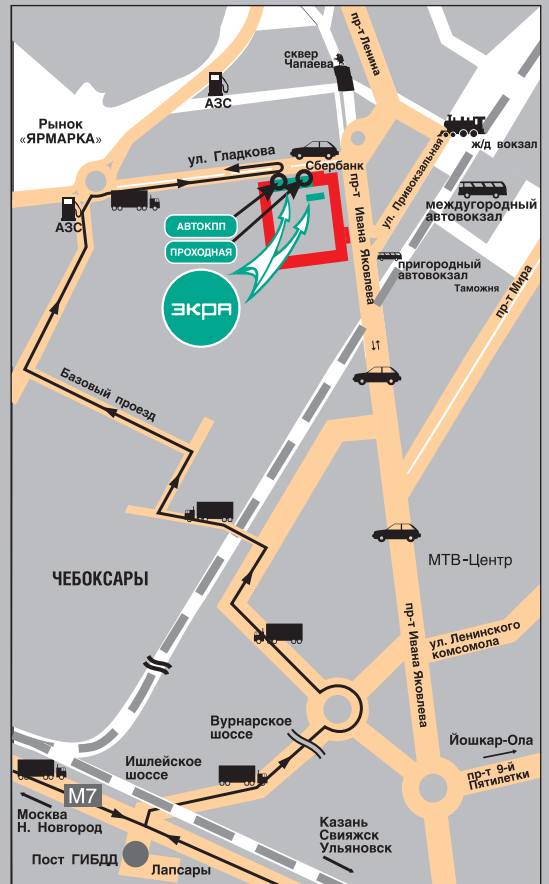 пр-т Ленина
сквер
Чапаева
АЗС
Рынок
«ЯРМАРКА»
ж/д вокзал
ул. Гладкова
Сбербанк
ул. Привокзальная
междугородный
автовокзал
АЗС
АВТОКПП
ПРОХОДНАЯ
пр-т Ивана Яковлева
пригородный
автовокзал
Таможня
пр-т Мира
ЭКРА
Базовый проезд
МТВ-Центр
ЧЕБОКСАРЫ
пр-т Ивана Яковлева
ул. Ленинского
комсомола
Вурнарское
шоссе
Йошкар-Ола
Ишлейское
шоссе
пр-т 9-й
Пятилетки
М7
Москва
Н. Новгород
Казань
Свияжск
Ульяновск
Пост ГИБДД
Лапсары